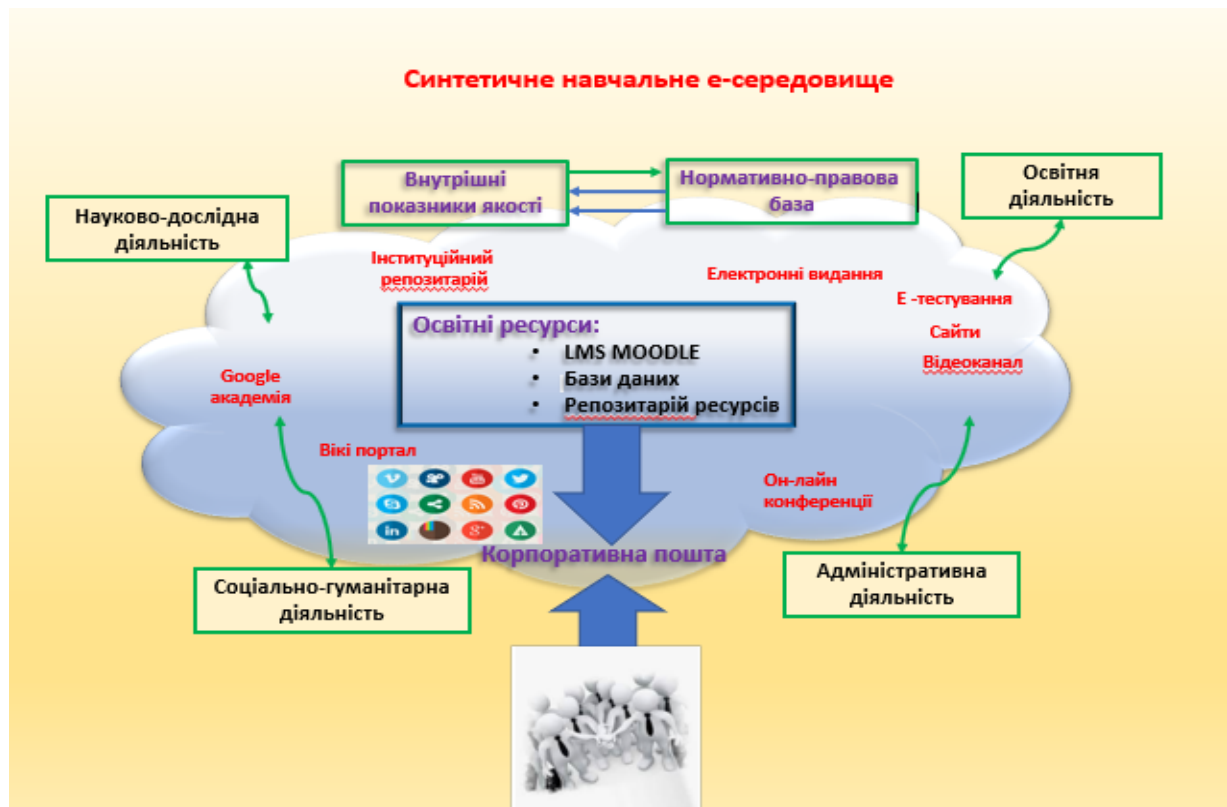 Синтетичне навчальне е-середовище
Внутрішні
показники якості
Нормативно-правова
база
Освітня
діяльність
Науково-дослідна
діяльність
Інституційний
репозитарій
Електронні видання
Е -тестування
Сайти
Відеоканал
Освітні ресурси:
• LMS MOODLE
• Бази даних
• Репозитарій ресурсів
Google
академія
Вікі портал
Он-лайн
конференції
Корпоративна пошта
Соціально-гуманітарна
діяльність
Адміністративна
діяльність